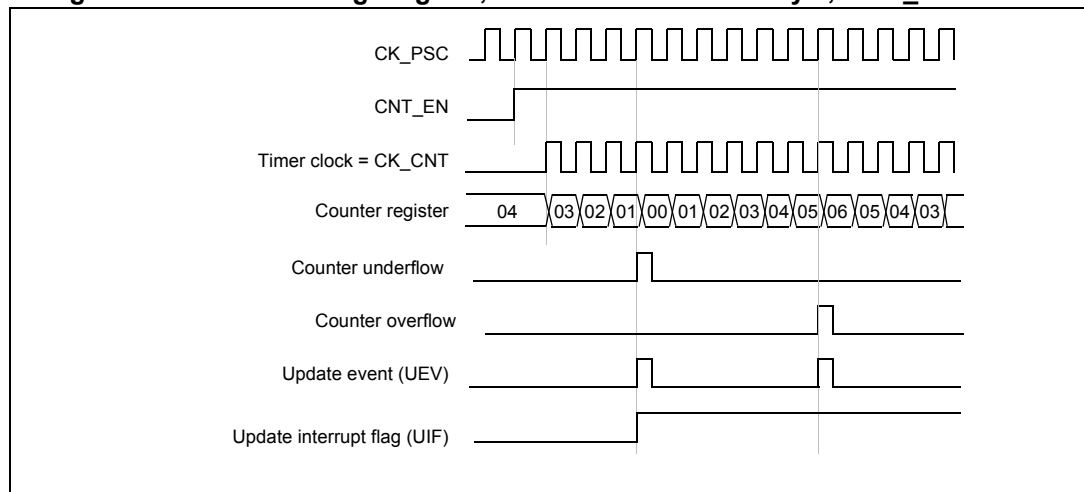 CK_PSC
CNT_EN
Timer clock = CK_CNT
Counter register 04 03 02 01 00 01 02 03 04 05 06 05 04 03
Counter underflow
Counter overflow
Update event (UEV)
Update interrupt flag (UIF)